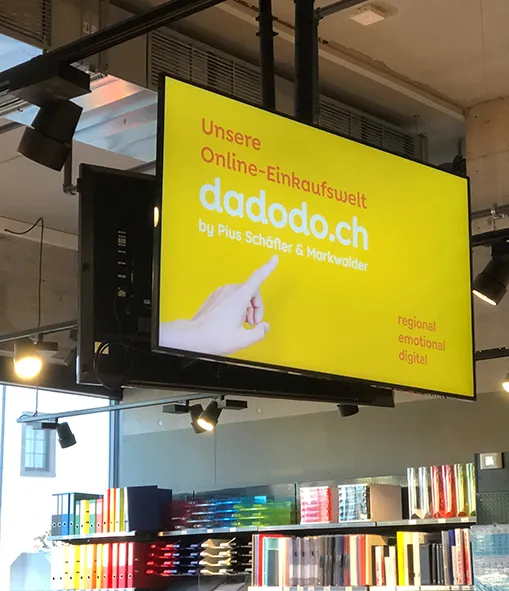 Unsere
Online-Einkaufswelt
dadodo.ch
by Pius Schäfler & Markwalder
regional
emotional
digital